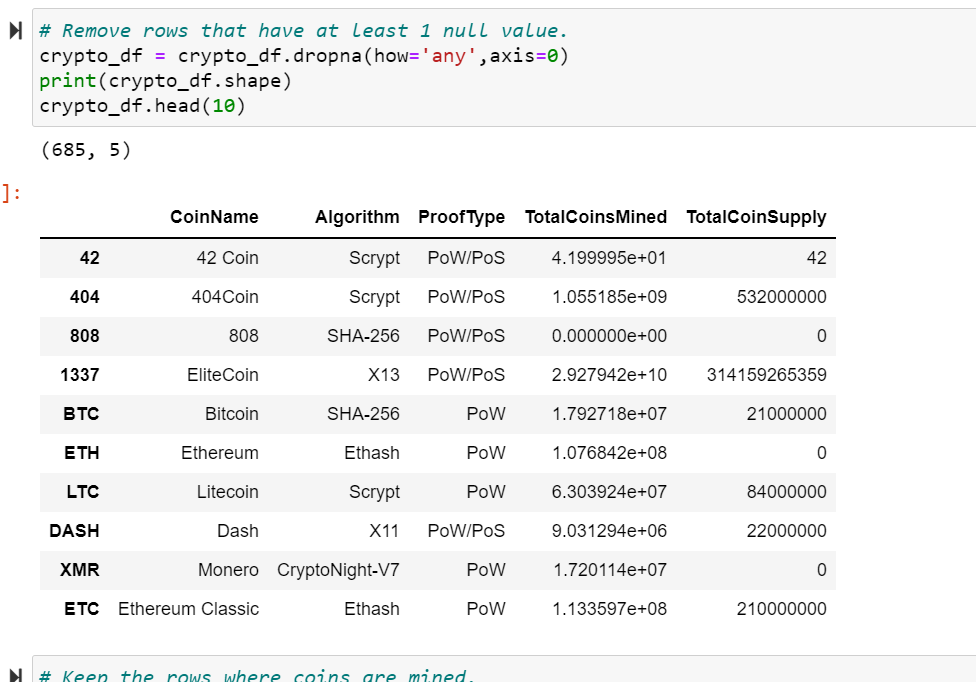 # Remove rows that have at least 1 null value.
crypto_df = crypto_df.dropna(how='any',axis=0)
print(crypto_df.shape)
crypto_df.head(10)
(685, 5)
]:
CoinName Algorithm ProofType TotalCoinsMined TotalCoinSupply
42 42 Coin Scrypt PoW/PoS 4.199995e+01 42
404 404Coin Scrypt PoW/PoS 1.055185e+09 532000000
808 808 SHA-256 PoW/PoS 0.000000e+00 0
1337 EliteCoin X13 PoW/PoS 2.927942e+10 314159265359
BTC Bitcoin SHA-256 PoW 1.792718e+07 21000000
ETH Ethereum Ethash PoW 1.076842e+08 0
LTC Litecoin Scrypt PoW 6.303924e+07 84000000
DASH Dash X11 PoW/PoS 9.031294e+06 22000000
XMR Monero CryptoNight-V7 PoW 1.720114e+07 0
ETC Ethereum Classic Ethash PoW 1.133597e+08 210000000
# Keep the rows where coins are mined.